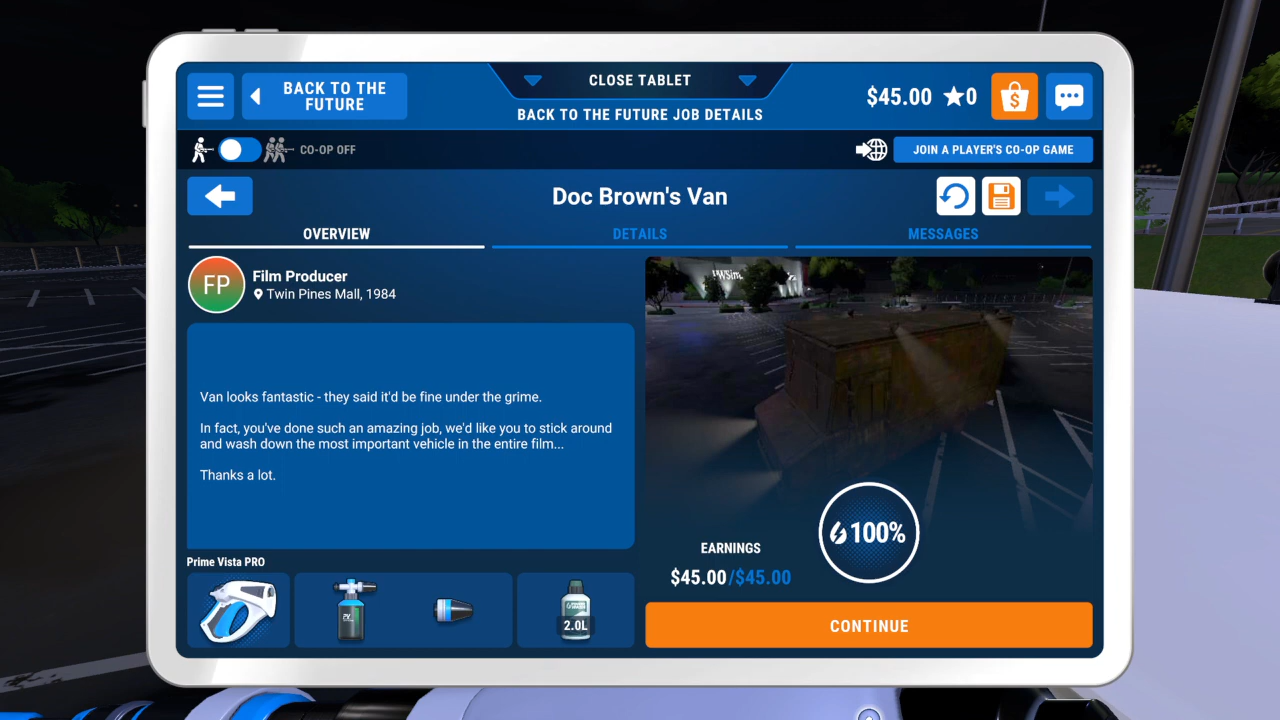 BACK TO THE
FUTURE
CLOSE TABLET
BACK TO THE FUTURE JOB DETAILS
$45.00 ★0
CO-OP OFF
JOIN A PLAYER'S CO-OP GAME
Doc Brown's Van
OVERVIEW
DETAILS
MESSAGES
FP
Film Producer
Twin Pines Mall, 1984
Van looks fantastic - they said it'd be fine under the grime.
In fact, you've done such an amazing job, we'd like you to stick around
and wash down the most important vehicle in the entire film...
Thanks a lot.
Prime Vista PRO
PV
2.0L
EARNINGS
$45.00/$45.00
100%
CONTINUE